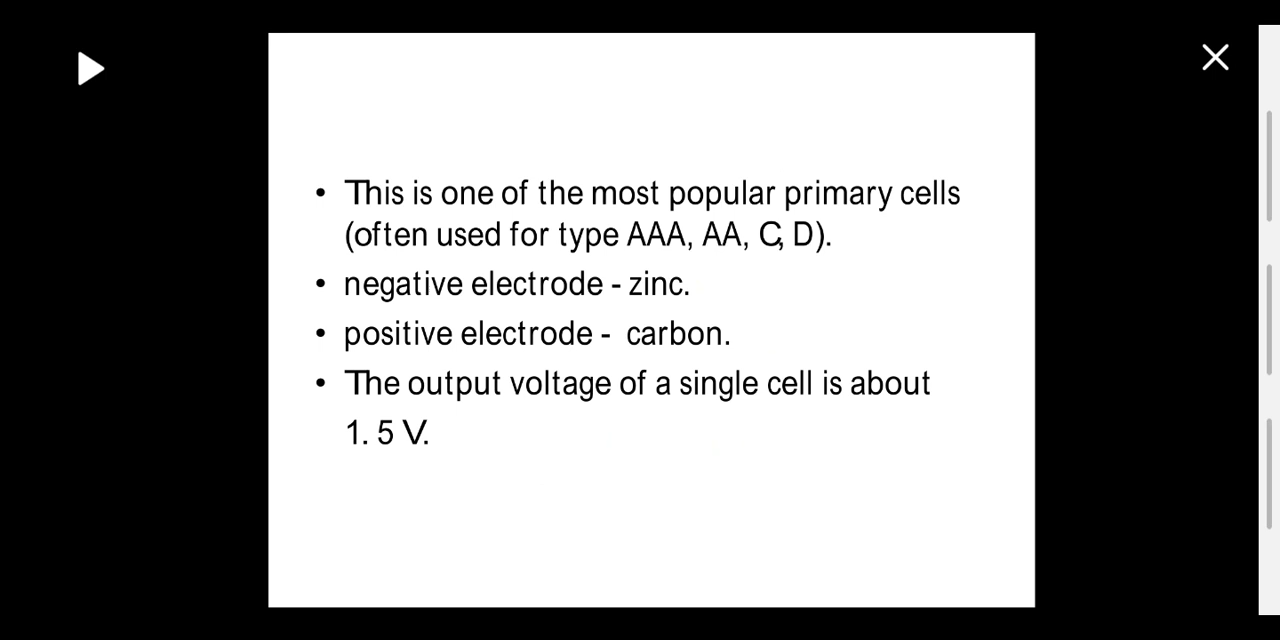 • This is one of the most popular primary cells
(often used for type AAA, AA, C, D).
• negative electrode - zinc.
• positive electrode - carbon.
• The output voltage of a single cell is about
1. 5 V.